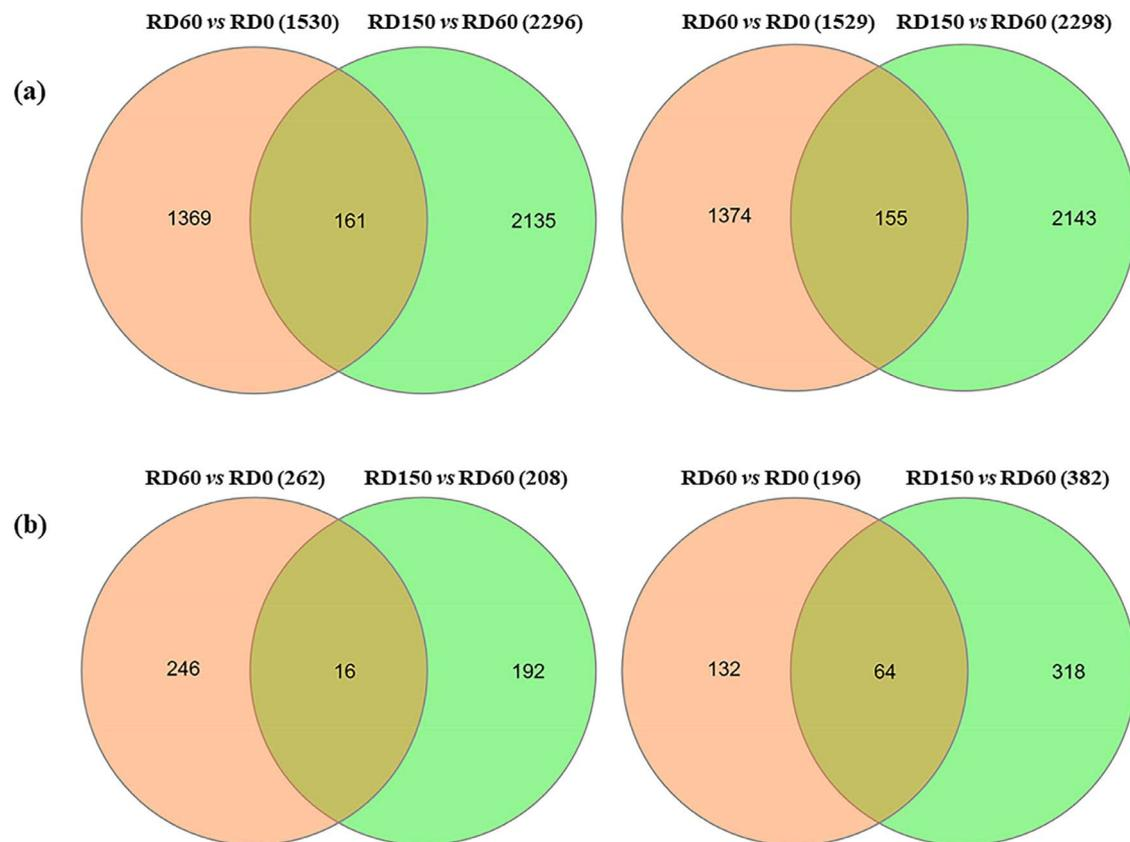 RD60 vs RD0 (1530) RD150 vs RD60 (2296) RD60 vs RD0 (1529) RD150 vs RD60 (2298)
(a)
1369 161 2135 1374 155 2143
RD60 vs RD0 (262) RD150 vs RD60 (208) RD60 vs RD0 (196) RD150 vs RD60 (382)
(b)
246 16 192 132 64 318